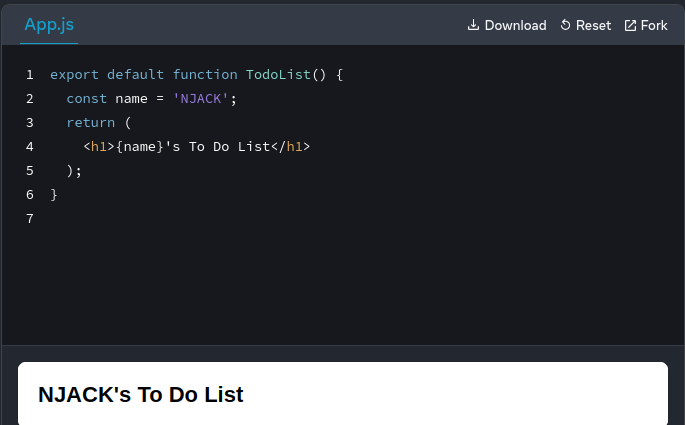 App.js
Download Reset Fork
1 export default function TodoList() {
2   const name = 'NJACK';
3   return (
4     <h1>{name}'s To Do List</h1>
5   );
6 }
7
NJACK's To Do List